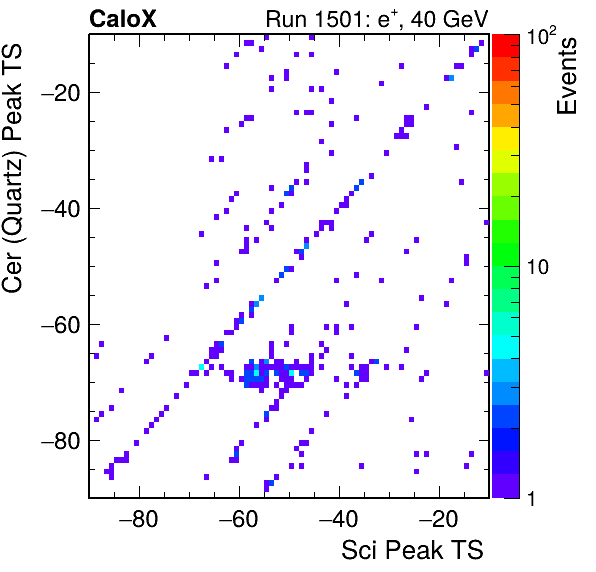 CaloX
Run 1501: e⁺, 40 GeV
Cer (Quartz) Peak TS
−20
−40
−60
−80
−80
−60
−40
−20
Sci Peak TS
10²
10
1
Events